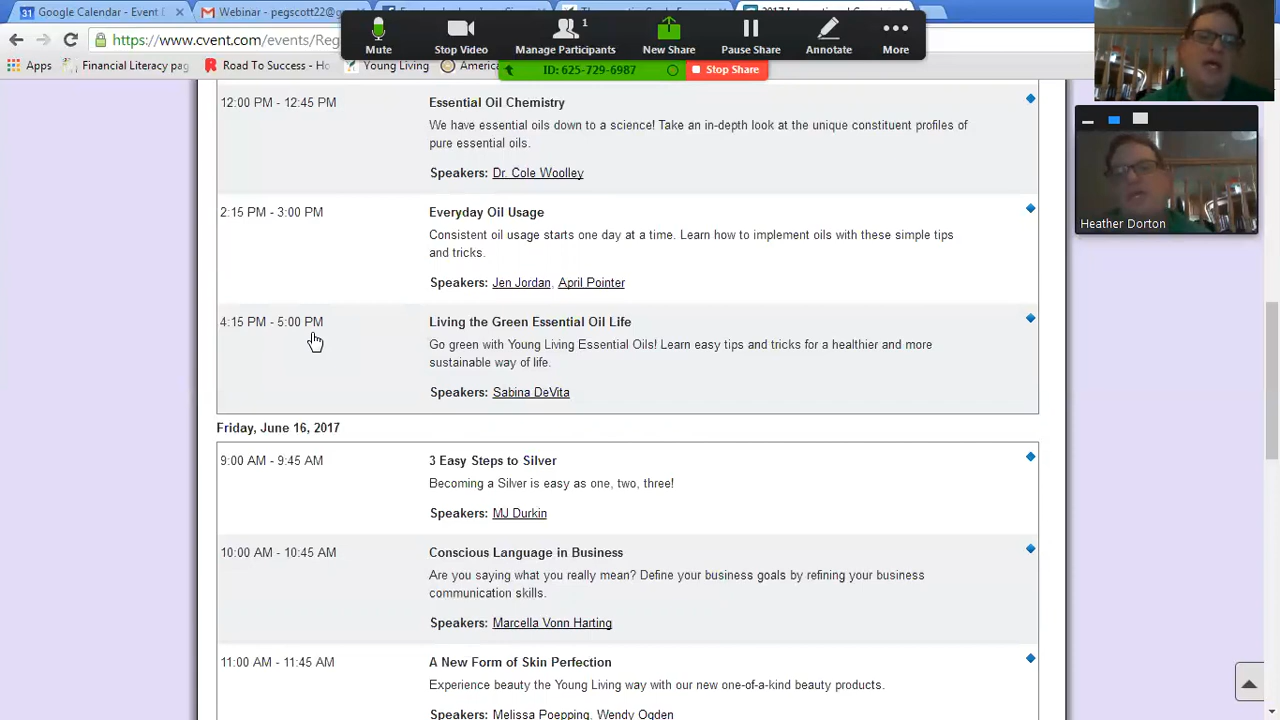 31 Google Calendar - Event D
Webinar - pegscott22@g
2017 International Gran
https://www.cvent.com/events/Reg
Mute
Stop Video
Manage Participants
1
New Share
Pause Share
Annotate
More
ID: 625-729-6987
Stop Share
Apps
Financial Literacy page
Road To Success - Ho
Young Living
America
12:00 PM - 12:45 PM
Essential Oil Chemistry
We have essential oils down to a science! Take an in-depth look at the unique constituent profiles of
pure essential oils.
Speakers: Dr. Cole Woolley
2:15 PM - 3:00 PM
Everyday Oil Usage
Consistent oil usage starts one day at a time. Learn how to implement oils with these simple tips
and tricks.
Speakers: Jen Jordan, April Pointer
4:15 PM - 5:00 PM
Living the Green Essential Oil Life
Go green with Young Living Essential Oils! Learn easy tips and tricks for a healthier and more
sustainable way of life.
Speakers: Sabina DeVita
Friday, June 16, 2017
9:00 AM - 9:45 AM
3 Easy Steps to Silver
Becoming a Silver is easy as one, two, three!
Speakers: MJ Durkin
10:00 AM - 10:45 AM
Conscious Language in Business
Are you saying what you really mean? Define your business goals by refining your business
communication skills.
Speakers: Marcella Vonn Harting
11:00 AM - 11:45 AM
A New Form of Skin Perfection
Experience beauty the Young Living way with our new one-of-a-kind beauty products.
Speakers: Melissa Poepping, Wendy Ogden
Heather Dorton